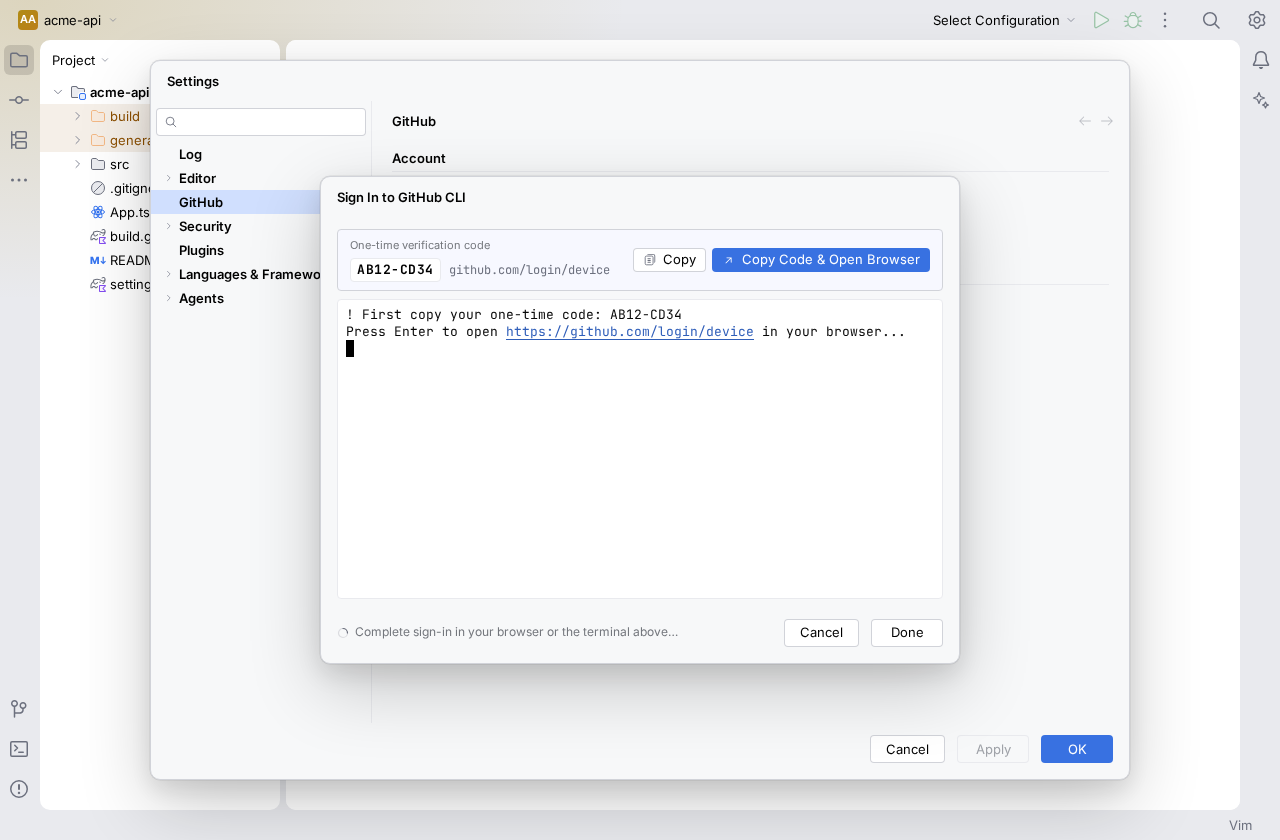 AA acme-api
Select Configuration
Project
acme-api
build
genera
src
.gitign
App.ts
build.g
M↓ READM
setting
Settings
Log
Editor
GitHub
Security
Plugins
Languages & Framewo
Agents
GitHub
Account
Sign In to GitHub CLI
One-time verification code
AB12-CD34 github.com/login/device
Copy
Copy Code & Open Browser
! First copy your one-time code: AB12-CD34
Press Enter to open https://github.com/login/device in your browser...
Complete sign-in in your browser or the terminal above...
Cancel
Done
Cancel
Apply
OK
Vim